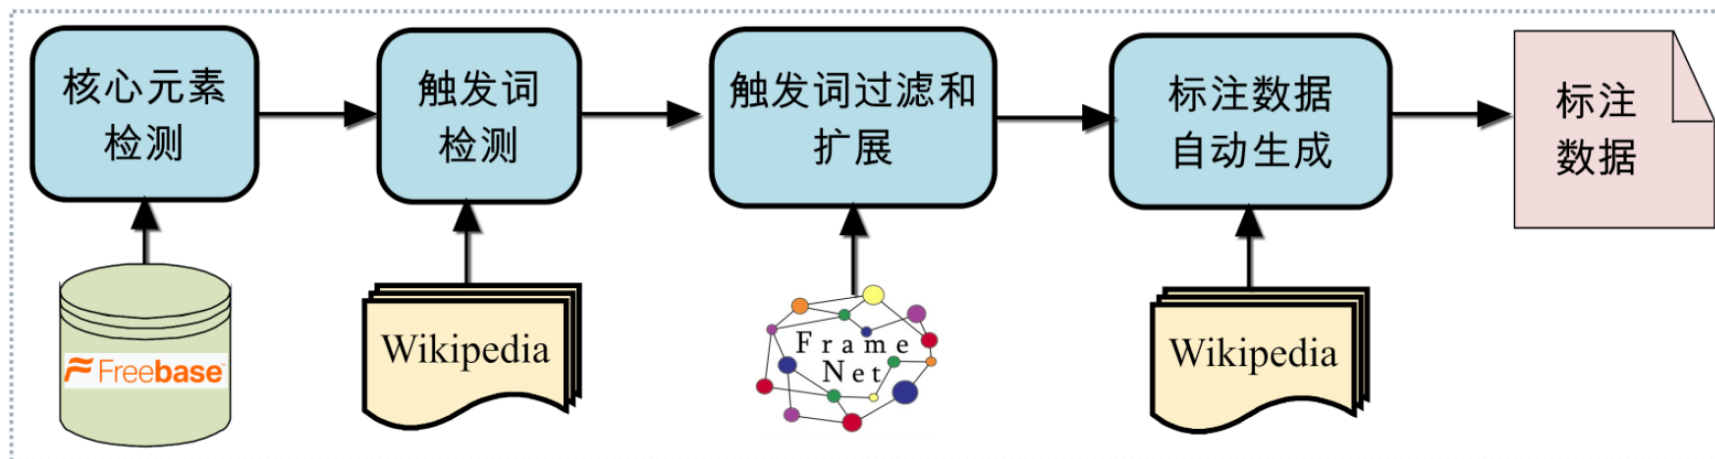 核心元素
检测
触发词
检测
触发词过滤和
扩展
标注数据
自动生成
标注
数据
Freebase
Wikipedia
Frame
Net
Wikipedia